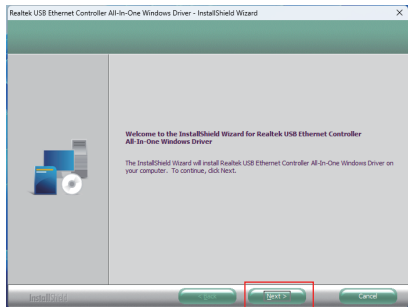 Realtek USB Ethernet Controller All-In-One Windows Driver - InstallShield Wizard
Welcome to the InstallShield Wizard for Realtek USB Ethernet Controller
All-In-One Windows Driver
The InstallShield Wizard will install Realtek USB Ethernet Controller All-In-One Windows Driver on
your computer. To continue, click Next.
InstallShield
< Back Next > Cancel